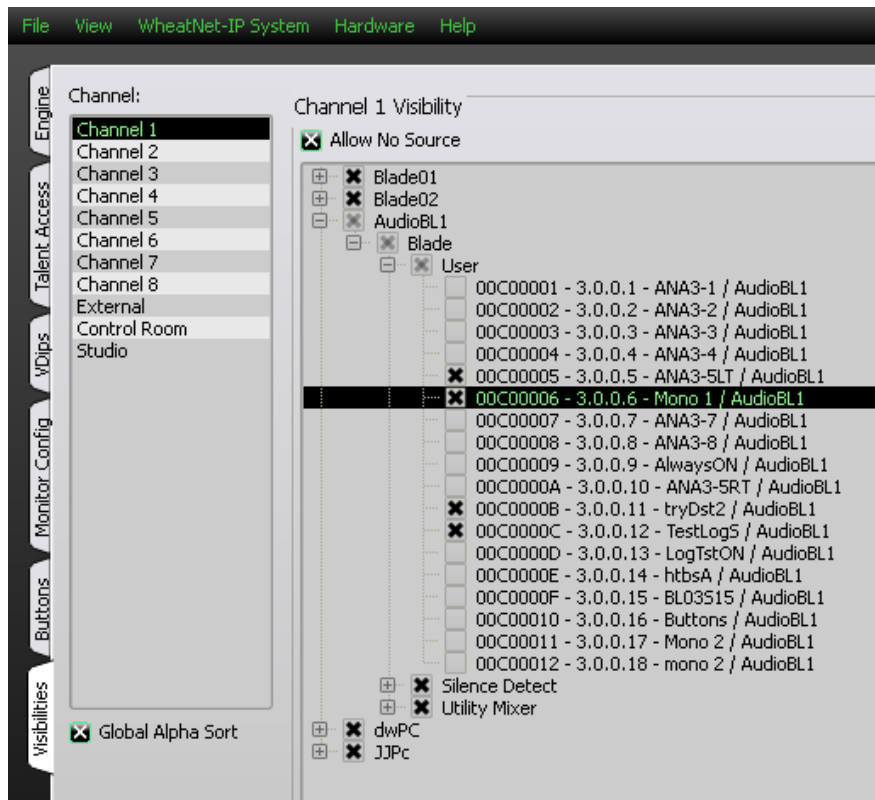 File View WheatNet-IP System Hardware Help
Engine
Talent Access
VDips
Monitor Config
Buttons
Visibilities
Channel:
Channel 1
Channel 2
Channel 3
Channel 4
Channel 5
Channel 6
Channel 7
Channel 8
External
Control Room
Studio
Global Alpha Sort
Channel 1 Visibility
Allow No Source
Blade01
Blade02
AudioBL1
Blade
User
00C00001 - 3.0.0.1 - ANA3-1 / AudioBL1
00C00002 - 3.0.0.2 - ANA3-2 / AudioBL1
00C00003 - 3.0.0.3 - ANA3-3 / AudioBL1
00C00004 - 3.0.0.4 - ANA3-4 / AudioBL1
00C00005 - 3.0.0.5 - ANA3-5LT / AudioBL1
00C00006 - 3.0.0.6 - Mono 1 / AudioBL1
00C00007 - 3.0.0.7 - ANA3-7 / AudioBL1
00C00008 - 3.0.0.8 - ANA3-8 / AudioBL1
00C00009 - 3.0.0.9 - AlwaysON / AudioBL1
00C0000A - 3.0.0.10 - ANA3-5RT / AudioBL1
00C0000B - 3.0.0.11 - tryDst2 / AudioBL1
00C0000C - 3.0.0.12 - TestLogS / AudioBL1
00C0000D - 3.0.0.13 - LogTstON / AudioBL1
00C0000E - 3.0.0.14 - htbsA / AudioBL1
00C0000F - 3.0.0.15 - BL03S15 / AudioBL1
00C00010 - 3.0.0.16 - Buttons / AudioBL1
00C00011 - 3.0.0.17 - Mono 2 / AudioBL1
00C00012 - 3.0.0.18 - mono 2 / AudioBL1
Silence Detect
Utility Mixer
dwPC
JJPc